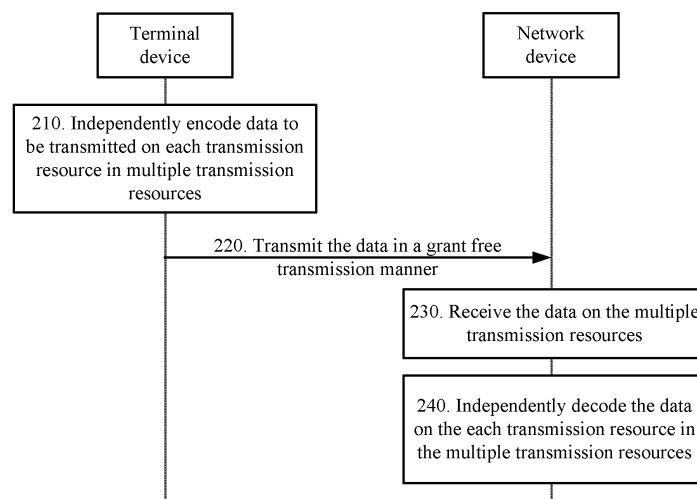 Terminal
device
Network
device
210. Independently encode data to
be transmitted on each transmission
resource in multiple transmission
resources
220. Transmit the data in a grant free
transmission manner
230. Receive the data on the multiple
transmission resources
240. Independently decode the data
on the each transmission resource in
the multiple transmission resources